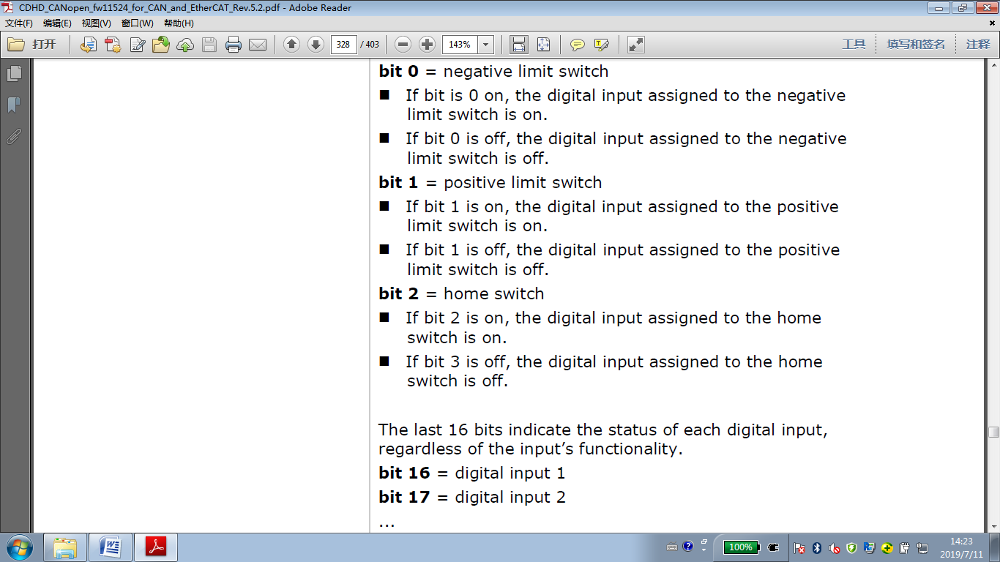 CDHD_CANopen_fw11524_for_CAN_and_EtherCAT_Rev.5.2.pdf - Adobe Reader
文件(F) 编辑(E) 视图(V) 窗口(W) 帮助(H)
打开 328 / 403 143% 工具 填写和签名 注释
bit 0 = negative limit switch
■ If bit is 0 on, the digital input assigned to the negative
limit switch is on.
■ If bit 0 is off, the digital input assigned to the negative
limit switch is off.
bit 1 = positive limit switch
■ If bit 1 is on, the digital input assigned to the positive
limit switch is on.
■ If bit 1 is off, the digital input assigned to the positive
limit switch is off.
bit 2 = home switch
■ If bit 2 is on, the digital input assigned to the home
switch is on.
■ If bit 3 is off, the digital input assigned to the home
switch is off.
The last 16 bits indicate the status of each digital input,
regardless of the input’s functionality.
bit 16 = digital input 1
bit 17 = digital input 2
...
100%
14:23
2019/7/11